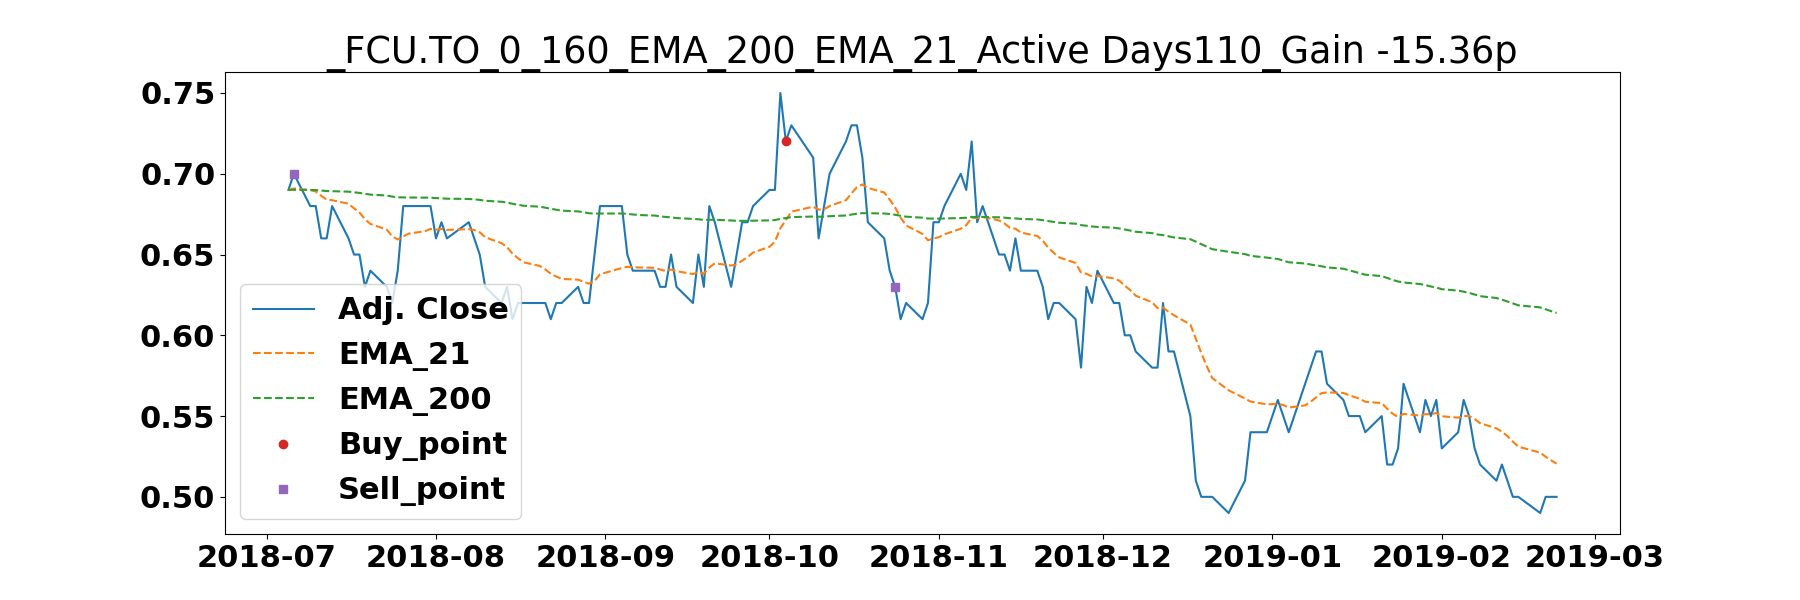 _FCU.TO_0_160_EMA_200_EMA_21_Active Days110_Gain -15.36p
0.75
0.70
0.65
0.60
0.55
0.50
Adj. Close
EMA_21
EMA_200
Buy_point
Sell_point
2018-07 2018-08 2018-09 2018-10 2018-11 2018-12 2019-01 2019-02 2019-03